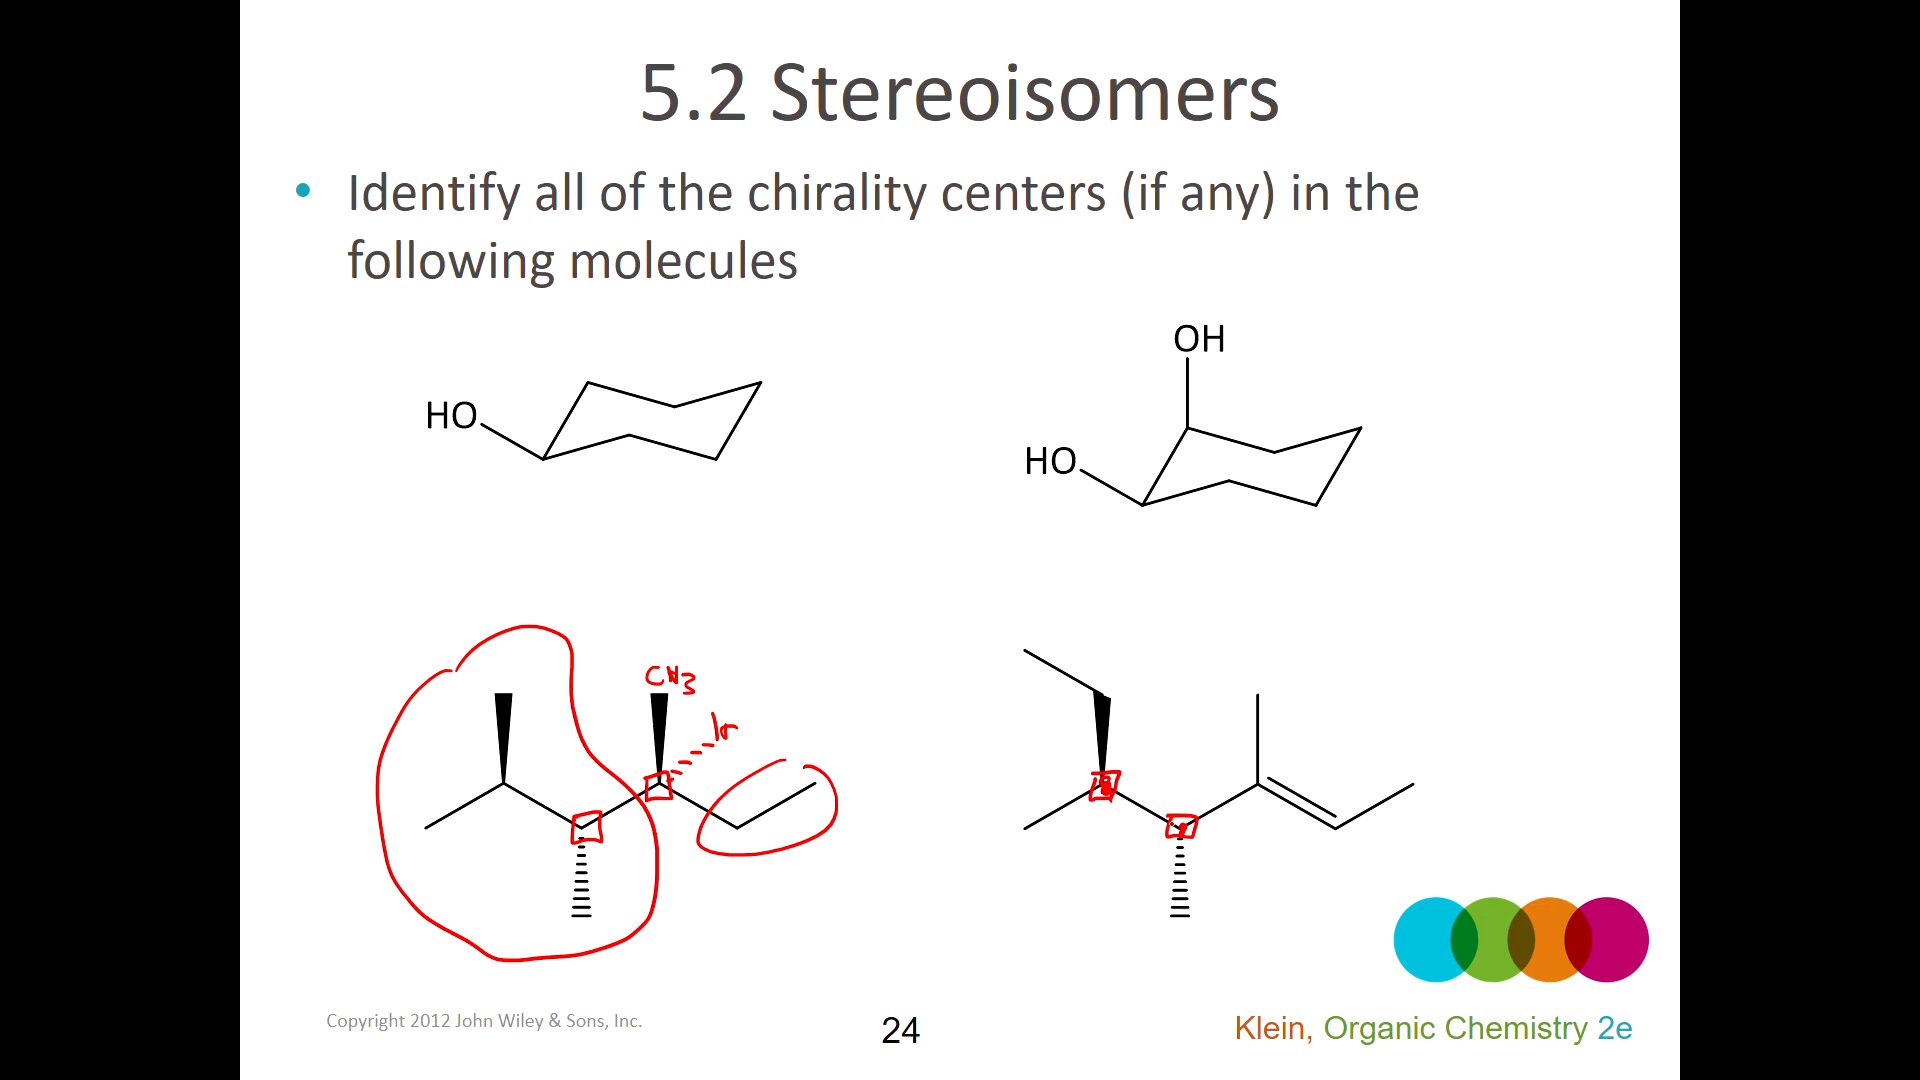 5.2 Stereoisomers
• Identify all of the chirality centers (if any) in the
following molecules
OH
HO
HO
CH3
H
Copyright 2012 John Wiley & Sons, Inc.
24
Klein, Organic Chemistry 2e